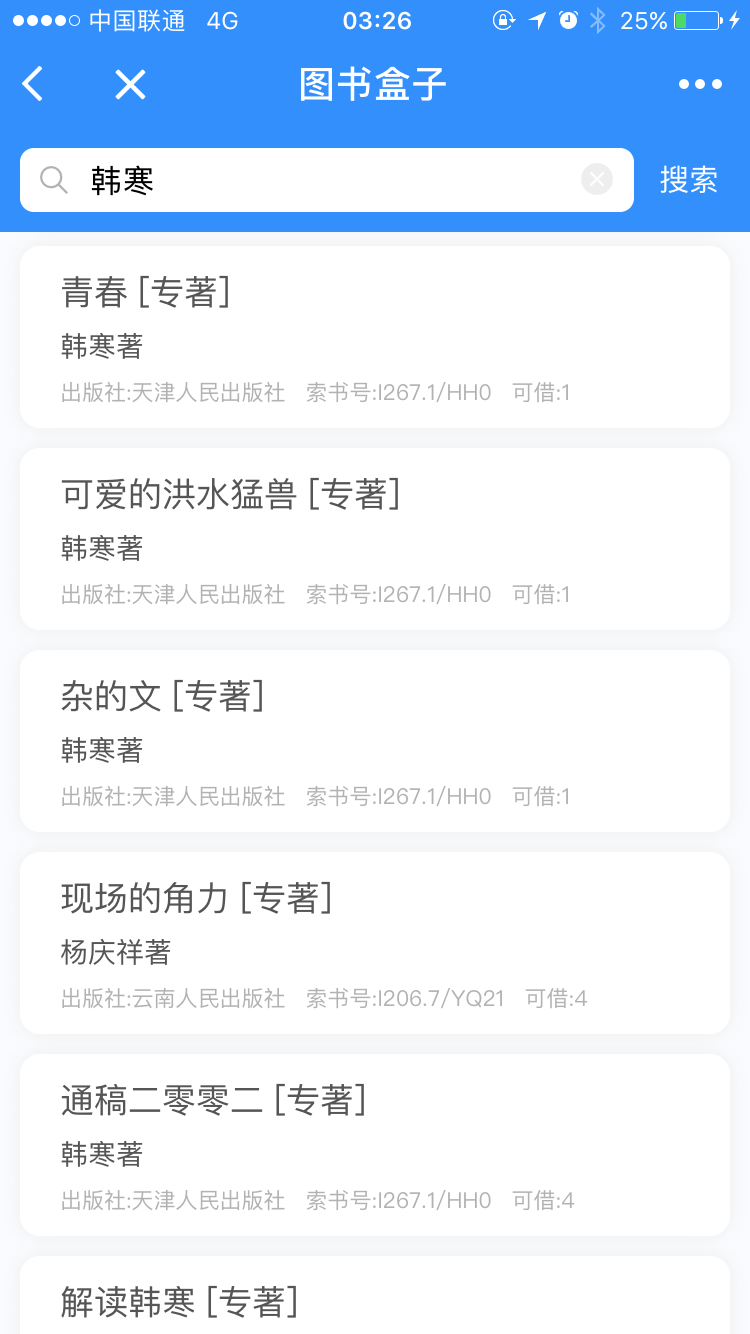 中国联通 4G 03:26 25%
图书盒子
韩寒 搜索
青春 [专著]
韩寒著
出版社:天津人民出版社 索书号:I267.1/HH0 可借:1
可爱的洪水猛兽 [专著]
韩寒著
出版社:天津人民出版社 索书号:I267.1/HH0 可借:1
杂的文 [专著]
韩寒著
出版社:天津人民出版社 索书号:I267.1/HH0 可借:1
现场的角力 [专著]
杨庆祥著
出版社:云南人民出版社 索书号:I206.7/YQ21 可借:4
通稿二零零二 [专著]
韩寒著
出版社:天津人民出版社 索书号:I267.1/HH0 可借:4
解读韩寒 [专著]